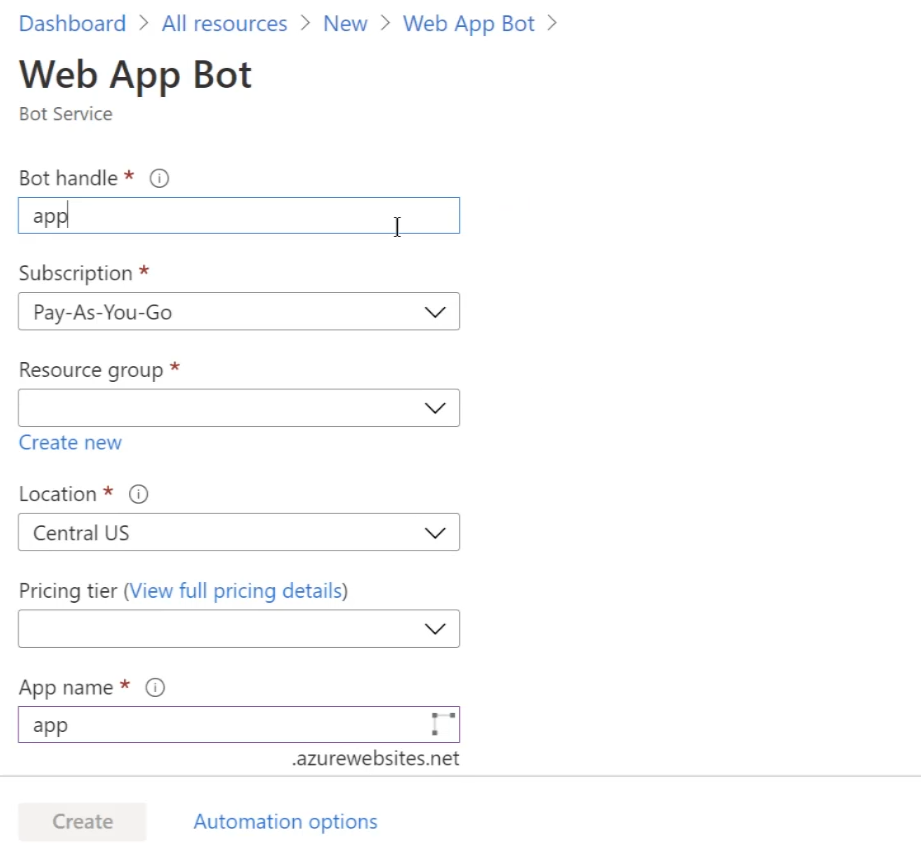 Dashboard > All resources > New > Web App Bot >
Web App Bot
Bot Service
Bot handle *
app
Subscription *
Pay-As-You-Go
Resource group *
Create new
Location *
Central US
Pricing tier (View full pricing details)
App name *
app
.azurewebsites.net
Create Automation options